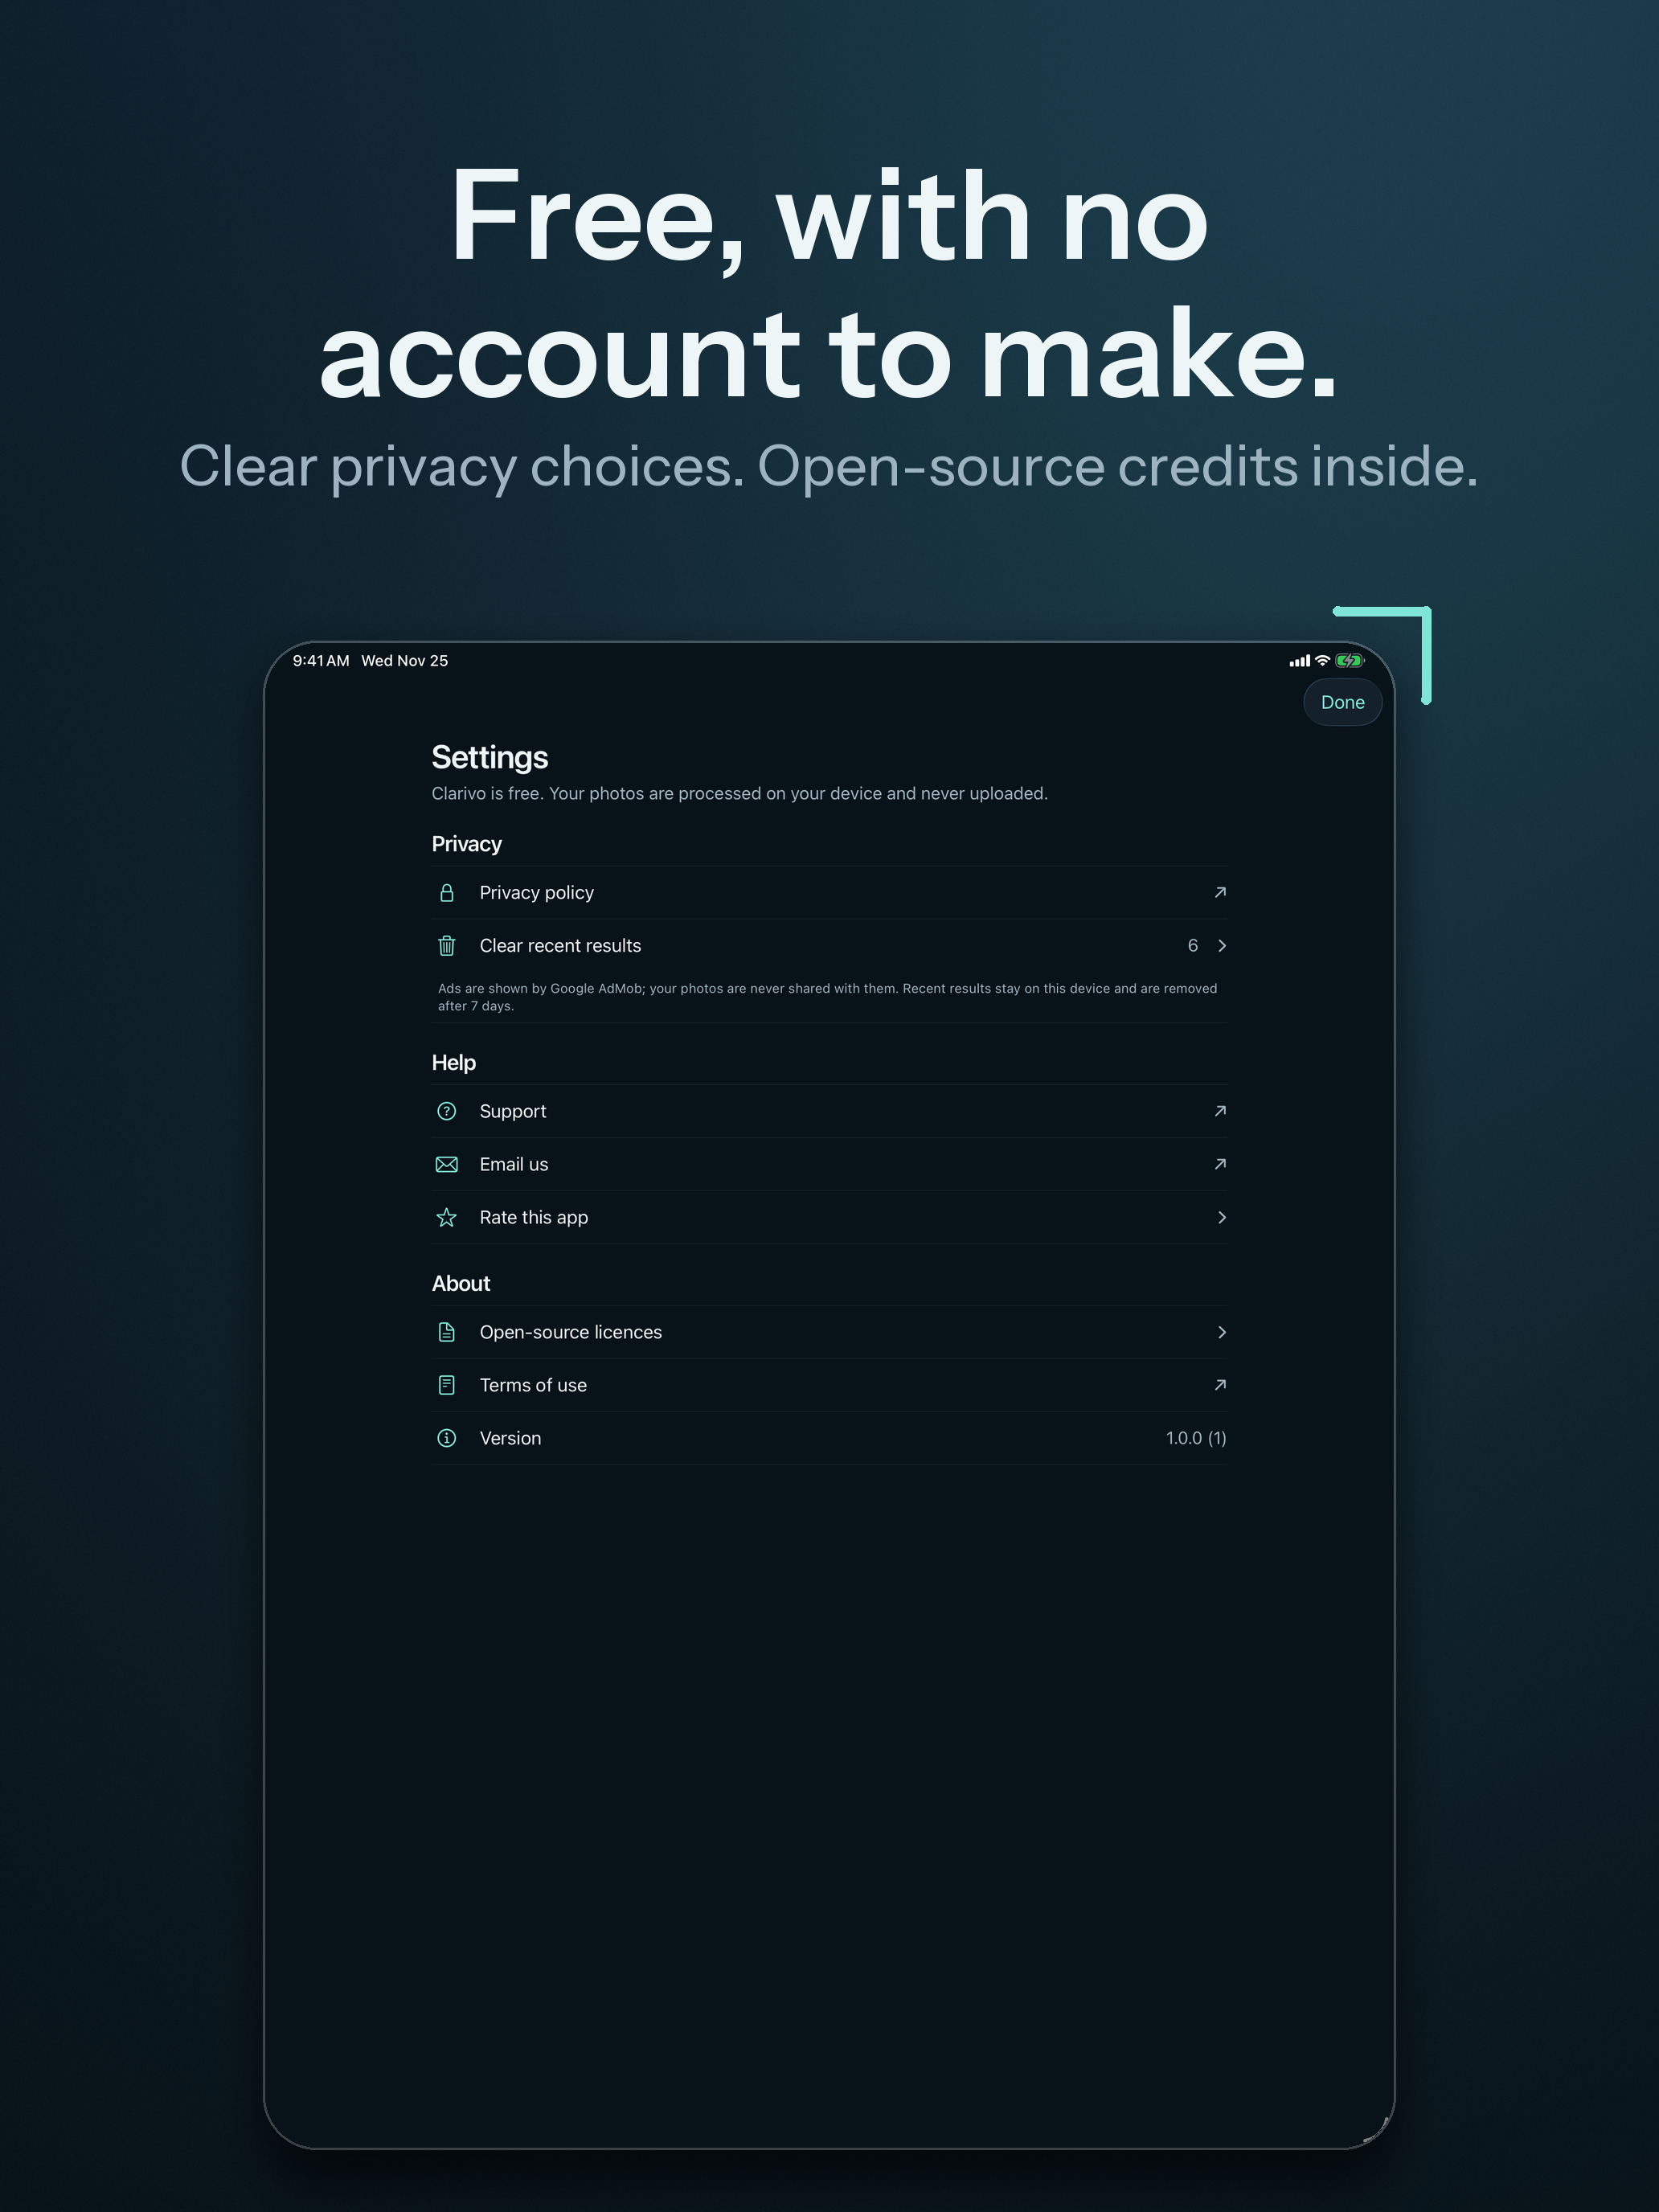 Free, with no
account to make.
Clear privacy choices. Open-source credits inside.
9:41 AM Wed Nov 25
Done
Settings
Clarivo is free. Your photos are processed on your device and never uploaded.
Privacy
Privacy policy
Clear recent results 6
Ads are shown by Google AdMob; your photos are never shared with them. Recent results stay on this device and are removed
after 7 days.
Help
Support
Email us
Rate this app
About
Open-source licences
Terms of use
Version 1.0.0 (1)